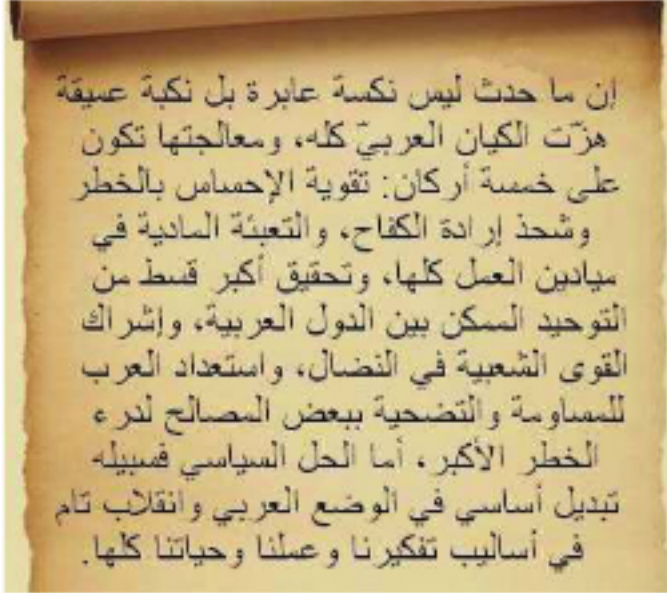 إن ما حدث ليس نكسة عابرة بل نكبة عميقة
هزّت الكيان العربيّ كله، ومعالجتها تكون
على خمسة أركان: تقوية الإحساس بالخطر
وشحذ إرادة الكفاح، والتعبئة المادية في
ميادين العمل كلها، وتحقيق أكبر قسط من
التوحيد الممكن بين الدول العربية، وإشراك
القوى الشعبية في النضال، واستعداد العرب
للمساومة والتضحية ببعض المصالح لدرء
الخطر الأكبر، أما الحل السياسي فسبيله
تبديل أساسي في الوضع العربي وانقلاب تام
في أساليب تفكيرنا وعملنا وحياتنا كلها.